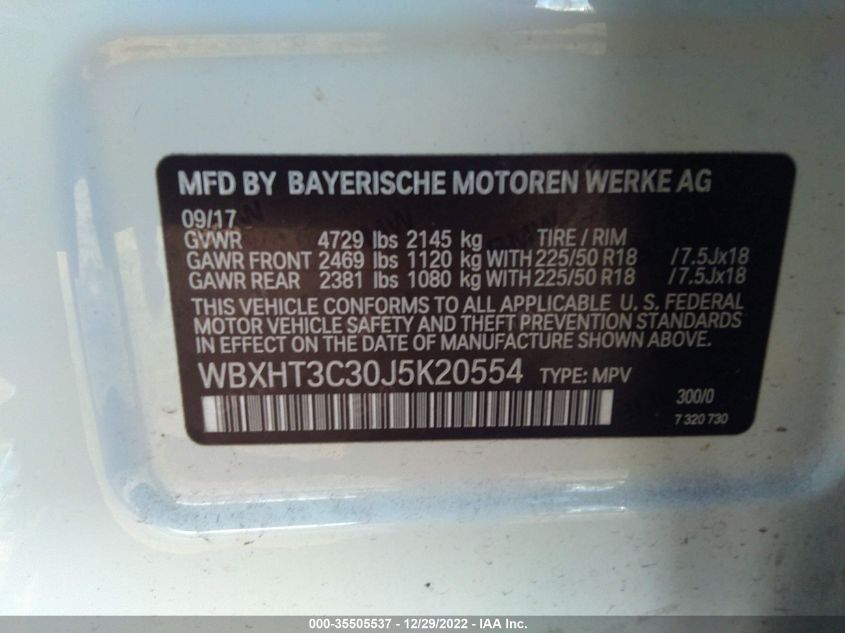 MFD BY BAYERISCHE MOTOREN WERKE AG
09/17
GVWR 4729 lbs 2145 kg TIRE / RIM
GAWR FRONT 2469 lbs 1120 kg WITH 225/50 R18 /7.5Jx18
GAWR REAR 2381 lbs 1080 kg WITH 225/50 R18 /7.5Jx18
THIS VEHICLE CONFORMS TO ALL APPLICABLE U. S. FEDERAL
MOTOR VEHICLE SAFETY AND THEFT PREVENTION STANDARDS
IN EFFECT ON THE DATE OF MANUFACTURE SHOWN ABOVE.
WBXHT3C30J5K20554 TYPE: MPV
300/0
7 320 730
000-35505537 - 12/29/2022 - IAA Inc.